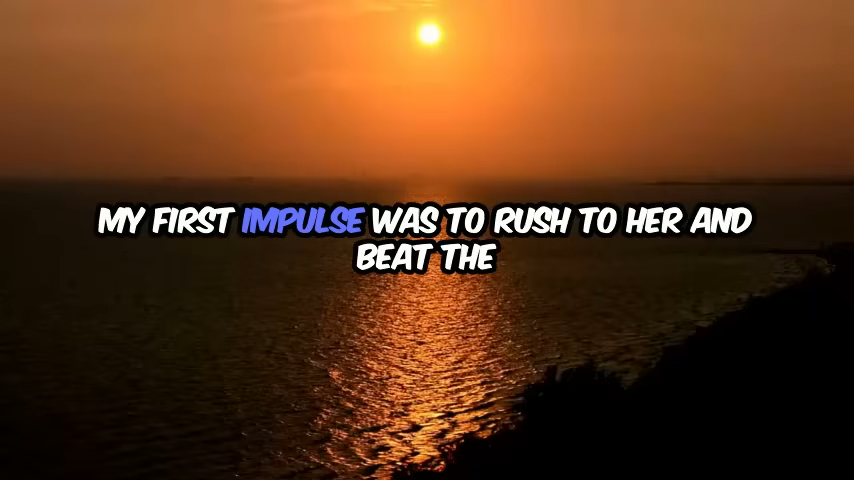 MY FIRST IMPULSE WAS TO RUSH TO HER AND
BEAT THE